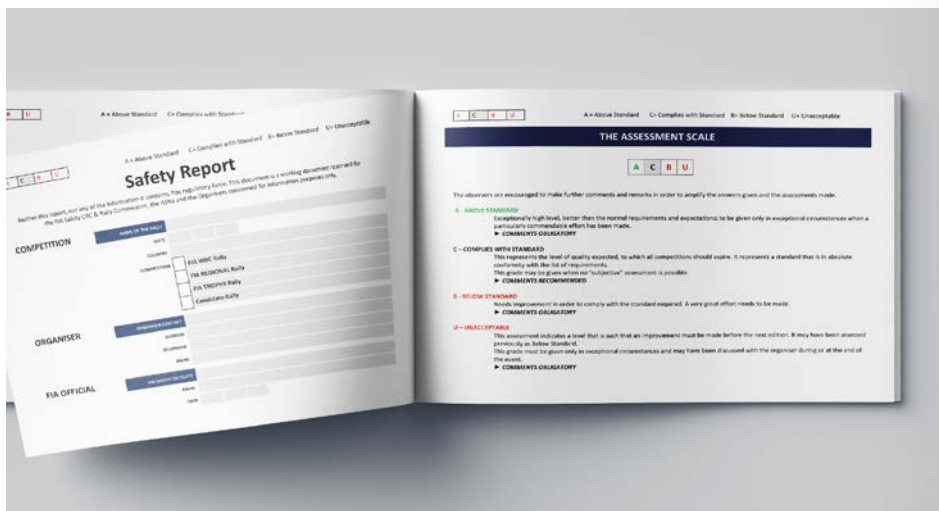 B U
A = Above Standard C= Complies with Standard
C B U
A = Above Standard C= Complies with Standard B= Below Standard U= Unacceptable
Safety Report
Neither this report, nor any of the information it contains, has regulatory force. This document is a working document reserved for
the FIA Safety CRC & Rally Commission, the ASNs and the Organisers concerned for information purposes only.
COMPETITION
NAME OF THE RALLY
DATE
COUNTRY
COMPETITION
FIA WRC Rally
FIA REGIONAL Rally
FIA TROPHY Rally
Candidate Rally
ORGANISER
ORGANISER CONTACT
ADDRESS
TELEPHONE
EMAIL
FIA OFFICIAL
FIA SAFETY DELEGATE
EMAIL
DATE
A C B U
A = Above Standard C= Complies with Standard B= Below Standard U= Unacceptable
THE ASSESSMENT SCALE
A C B U
The observers are encouraged to make further comments and remarks in order to amplify the answers given and the assessments made.
A - ABOVE STANDARD
Exceptionally high level, better than the normal requirements and expectations; to be given only in exceptional circumstances when a
particularly commendable effort has been made.
► COMMENTS OBLIGATORY
C – COMPLIES WITH STANDARD
This represents the level of quality expected, to which all competitions should aspire. It represents a standard that is in absolute
conformity with the list of requirements.
This grade may be given when no "subjective" assessment is possible.
► COMMENTS RECOMMENDED
B - BELOW STANDARD
Needs improvement in order to comply with the standard required. A very great effort needs to be made.
► COMMENTS OBLIGATORY
U – UNACCEPTABLE
This assessment indicates a level that is such that an improvement must be made before the next edition. It may have been assessed
previously as Below Standard.
This grade must be given only in exceptional circumstances and may have been discussed with the organiser during or at the end of
the event.
► COMMENTS OBLIGATORY